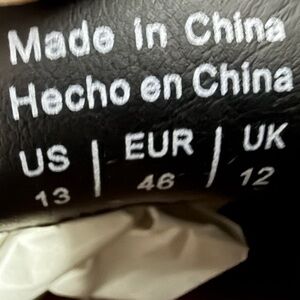 Made in China
Hecho en China
US | EUR | UK
13 | 46 | 12